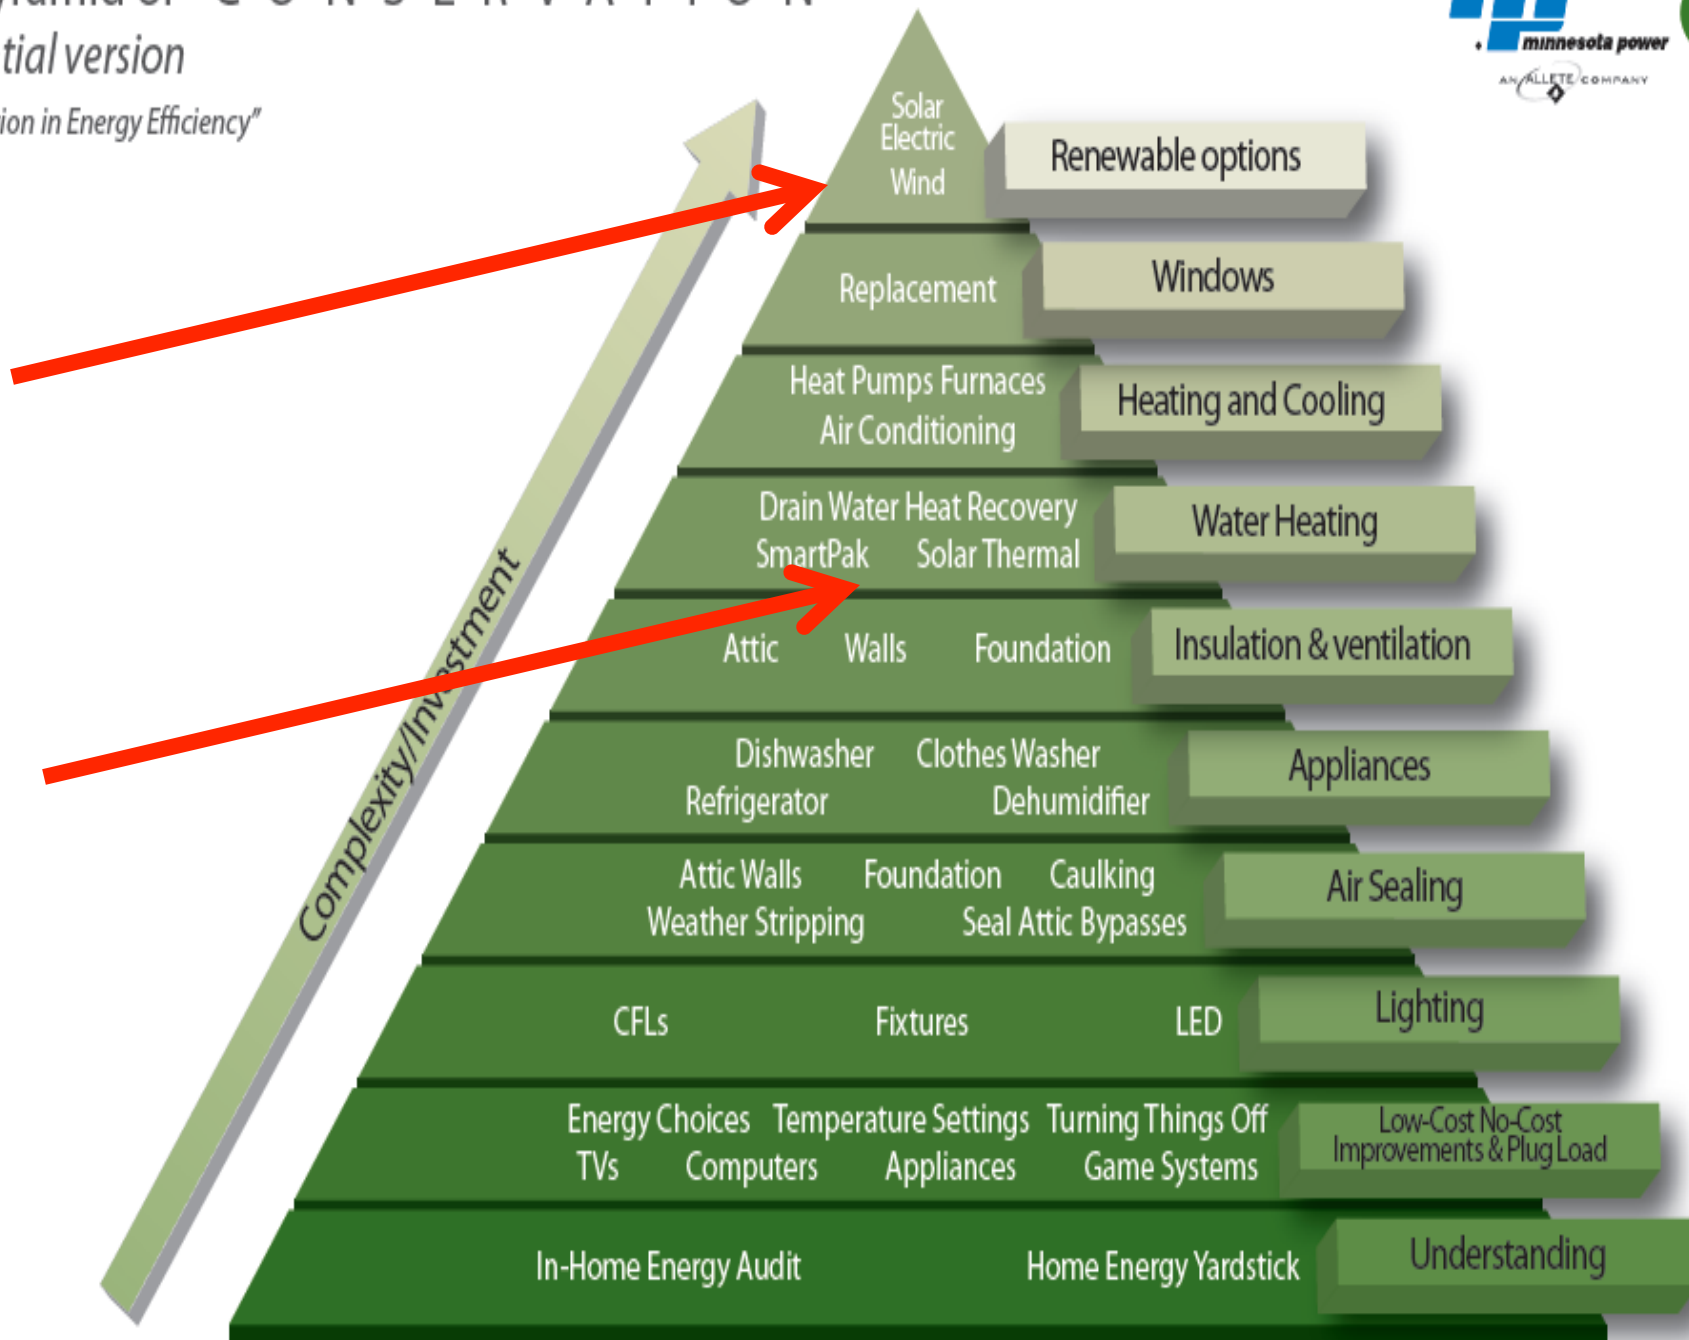 C O N S E R V A T I O N
tial version
ion in Energy Efficiency"
minnesota power
AN ALLETE COMPANY
Solar
Electric
Wind
Renewable options
Replacement
Windows
Heat Pumps Furnaces
Air Conditioning
Heating and Cooling
Drain Water Heat Recovery
SmartPak Solar Thermal
Water Heating
Attic Walls Foundation
Insulation & ventilation
Dishwasher Clothes Washer
Refrigerator Dehumidifier
Appliances
Attic Walls Foundation Caulking
Weather Stripping Seal Attic Bypasses
Air Sealing
CFLs Fixtures LED
Lighting
Energy Choices Temperature Settings Turning Things Off
TVs Computers Appliances Game Systems
Low-Cost No-Cost
Improvements & Plug Load
In-Home Energy Audit Home Energy Yardstick
Understanding
Complexity/Investment